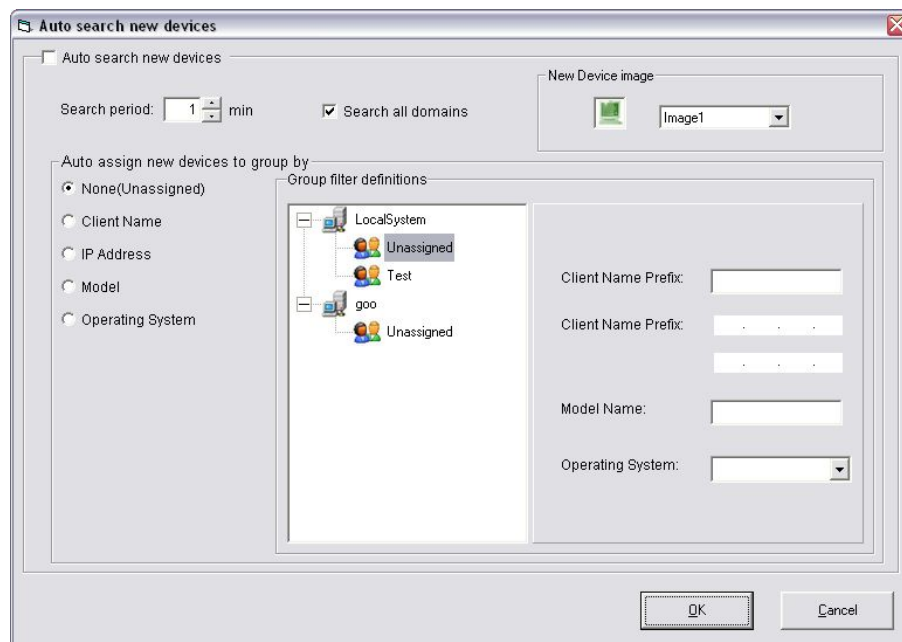 Auto search new devices
Auto search new devices
Search period: 1 min
Search all domains
New Device image
Image1
Auto assign new devices to group by
None(Unassigned)
Client Name
IP Address
Model
Operating System
Group filter definitions
LocalSystem
Unassigned
Test
goo
Unassigned
Client Name Prefix:
Client Name Prefix: . . .
. . .
Model Name:
Operating System:
OK
Cancel